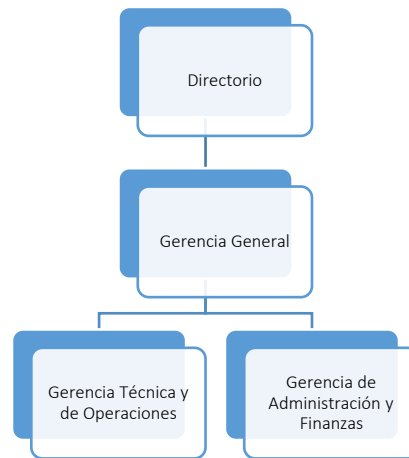 Directorio
Gerencia General
Gerencia Técnica y
de Operaciones
Gerencia de
Administración y
Finanzas